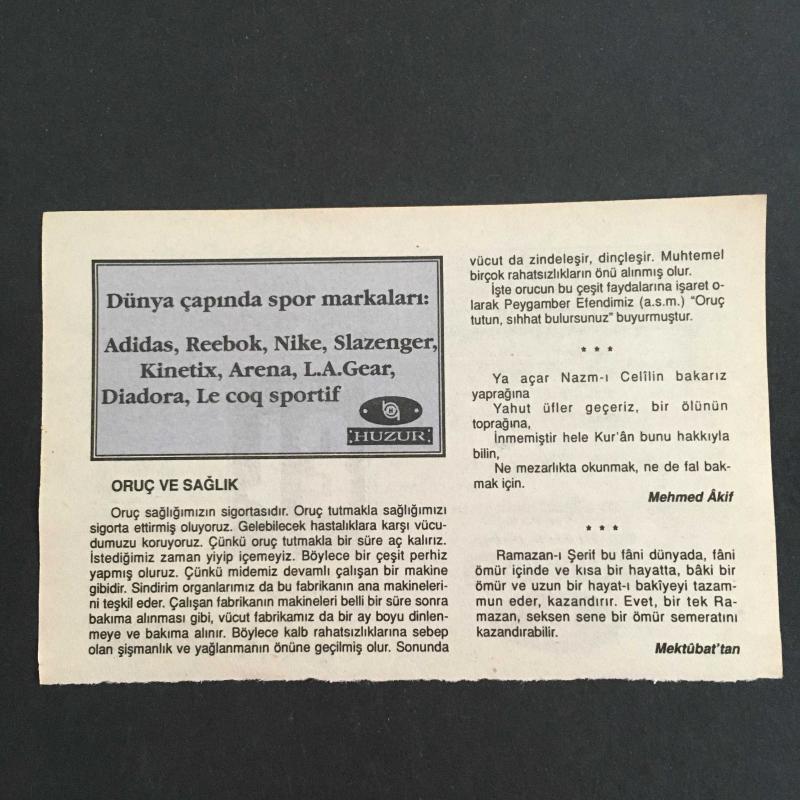 Dünya çapında spor markaları:
Adidas, Reebok, Nike, Slazenger,
Kinetix, Arena, L.A.Gear,
Diadora, Le coq sportif
HUZUR
ORUÇ VE SAĞLIK
Oruç sağlığımızın sigortasıdır. Oruç tutmakla sağlığımızı
sigorta ettirmiş oluyoruz. Gelebilecek hastalıklara karşı vücu-
dumuzu koruyoruz. Çünkü oruç tutmakla bir süre aç kalırız.
İstediğimiz zaman yiyip içemeyiz. Böylece bir çeşit perhiz
yapmış oluruz. Çünkü midemiz devamlı çalışan bir makine
gibidir. Sindirim organlarımız da bu fabrikanın ana makineleri-
ni teşkil eder. Çalışan fabrikanın makineleri belli bir süre sonra
bakıma alınması gibi, vücut fabrikamız da bir ay boyu dinlen-
meye ve bakıma alınır. Böylece kalb rahatsızlıklarına sebep
olan şişmanlık ve yağlanmanın önüne geçilmiş olur. Sonunda
vücut da zindeleşir, dinçleşir. Muhtemel
birçok rahatsızlıkların önü alınmış olur.
İşte orucun bu çeşit faydalarına işaret o-
larak Peygamber Efendimiz (a.s.m.) “Oruç
tutun, sıhhat bulursunuz” buyurmuştur.
* * *
Ya açar Nazm-ı Celîlin bakarız
yaprağına
Yahut üfler geçeriz, bir ölünün
toprağına,
İnmemiştir hele Kur'ân bunu hakkıyla
bilin,
Ne mezarlıkta okunmak, ne de fal bak-
mak için.
Mehmed Âkif
* * *
Ramazan-ı Şerif bu fâni dünyada, fâni
ömür içinde ve kısa bir hayatta, bâki bir
ömür ve uzun bir hayat-ı bakîyeyi tazam-
mun eder, kazandırır. Evet, bir tek Ra-
mazan, seksen sene bir ömür semeratını
kazandırabilir.
Mektûbat'tan